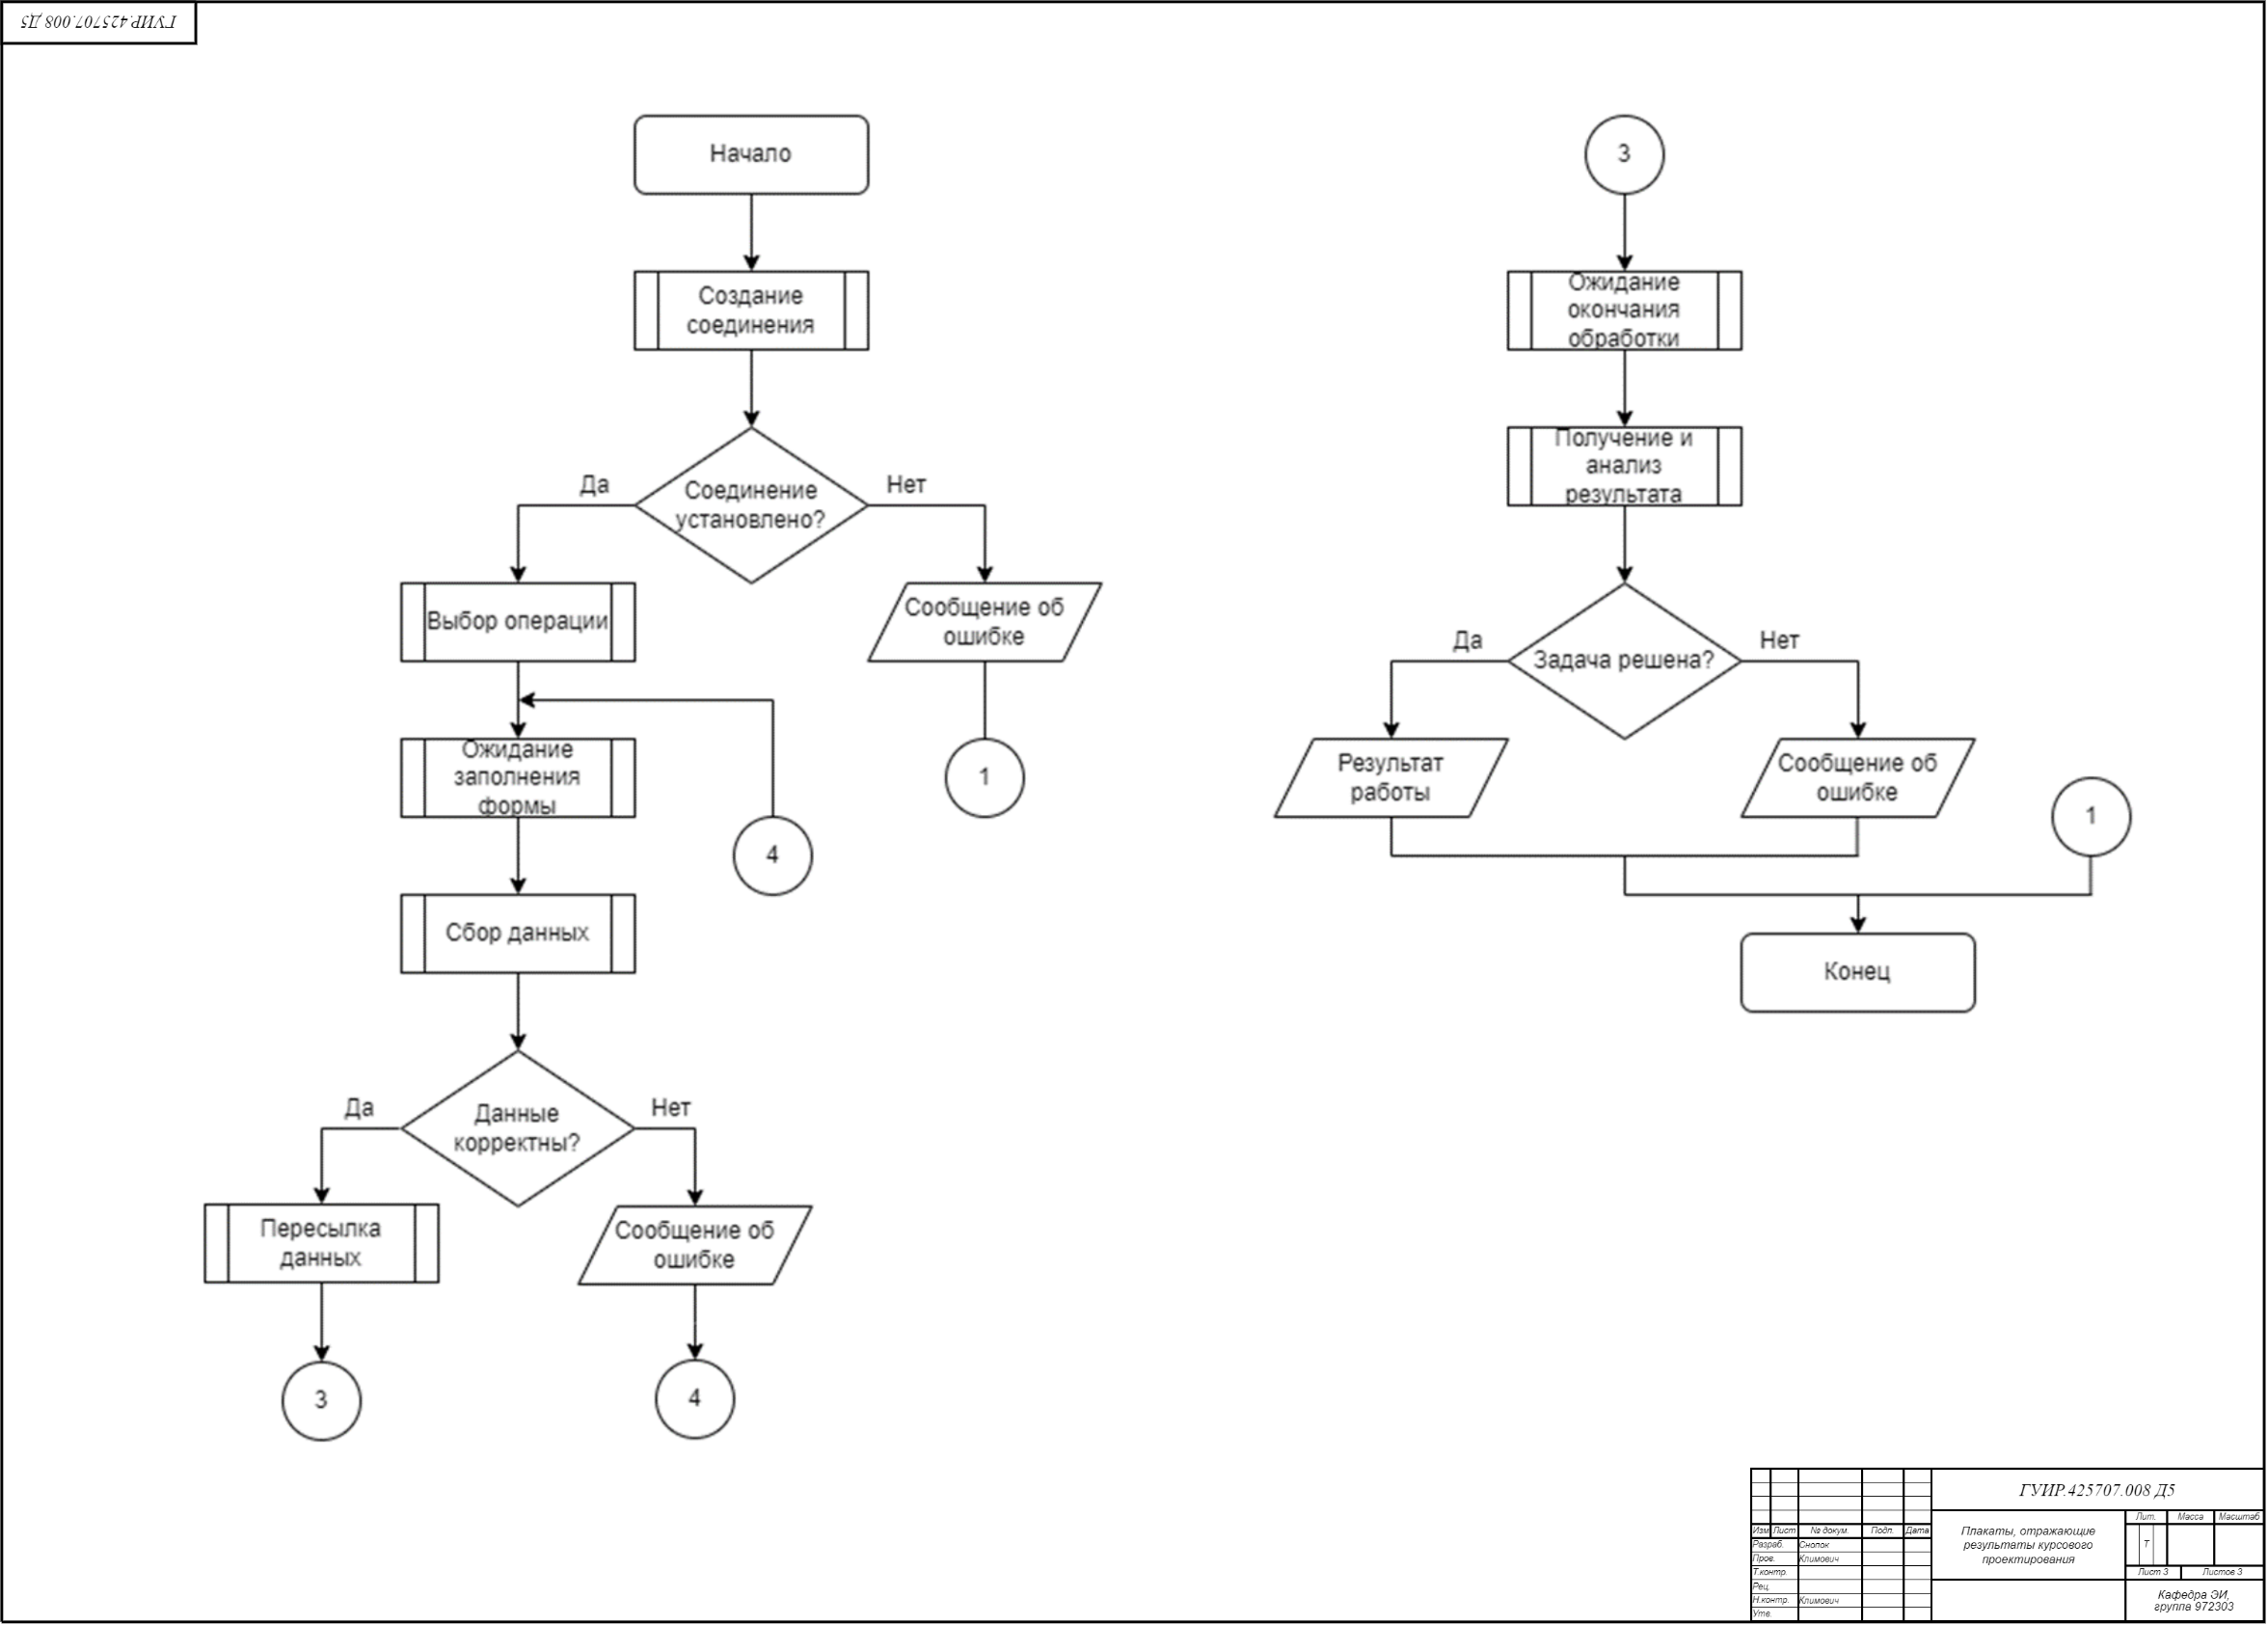 ГУИР.425707.008 Д5
Начало
Создание
соединения
Соединение
установлено?
Да
Нет
Выбор операции
Сообщение об
ошибке
1
Ожидание
заполнения
формы
4
Сбор данных
Данные
корректны?
Да
Нет
Пересылка
данных
Сообщение об
ошибке
3
4
3
Ожидание
окончания
обработки
Получение и
анализ
результата
Задача решена?
Да
Нет
Результат
работы
Сообщение об
ошибке
1
Конец
ГУИР.425707.008 Д5
Изм Лист № докум. Подп. Дата
Разраб. Снопок
Пров. Климович
Т.контр.
Рец.
Н.контр. Климович
Утв.
Плакаты, отражающие
результаты курсового
проектирования
Лит. Масса Масштаб
Т
Лист 3 Листов 3
Кафедра ЭИ,
группа 972303